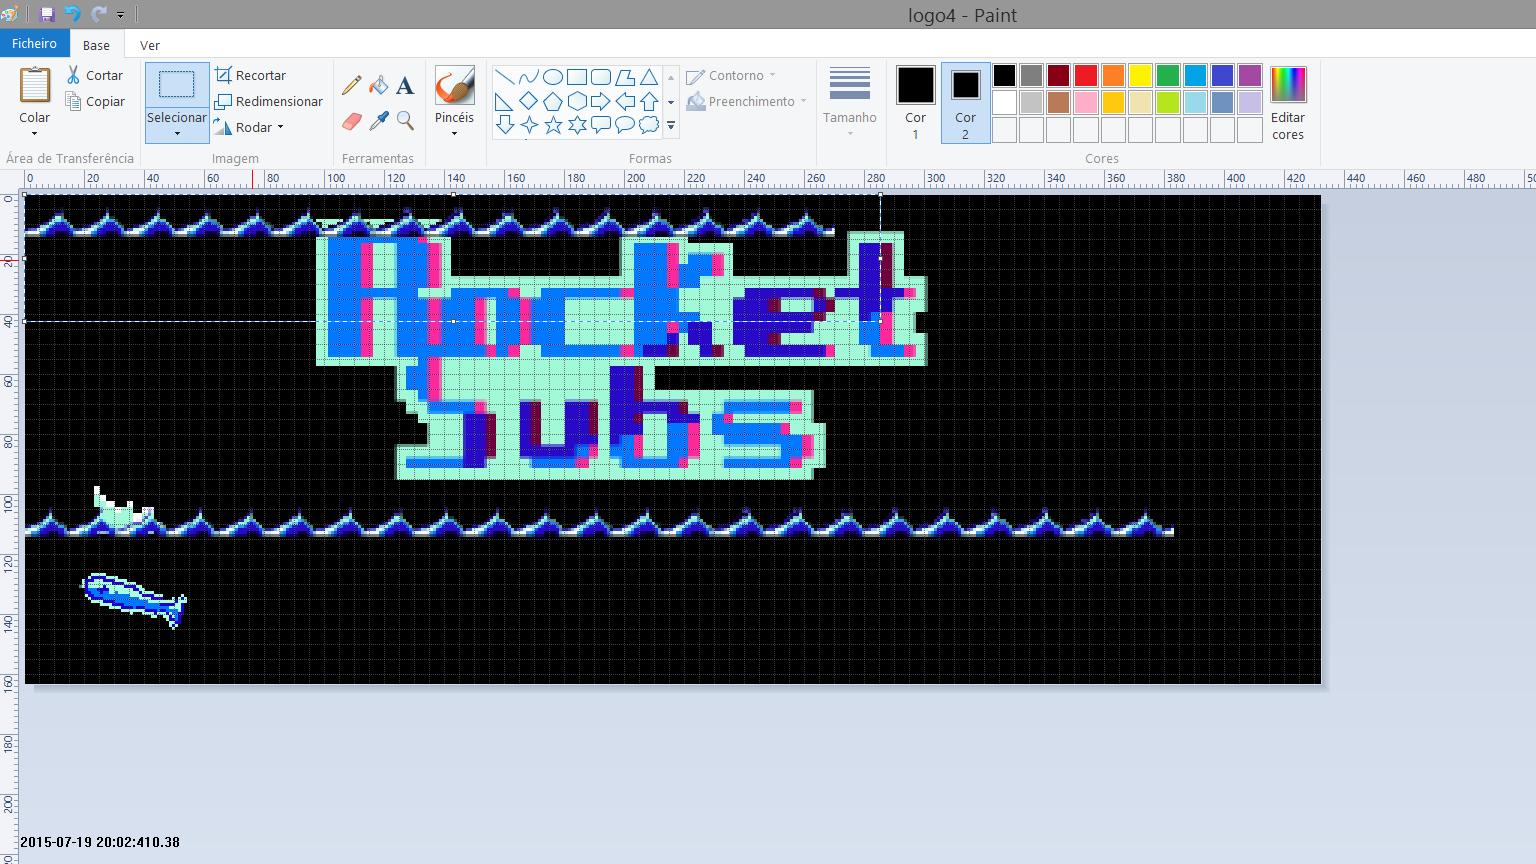 logo4 - Paint
Ficheiro Base Ver
Colar
Cortar
Copiar
Área de Transferência
Selecionar
Recortar
Redimensionar
Rodar
Imagem
A
Ferramentas
Pincéis
Formas
Contorno
Preenchimento
Tamanho
Cor 1
Cor 2
Cores
Editar cores
0 20 40 60 80 100 120 140 160 180 200 220 240 260 280 300 320 340 360 380 400 420 440 460 480 50
0
20
40
60
80
100
120
140
160
180
200
220
Rocket
Subs
2015-07-19 20:02:410.38